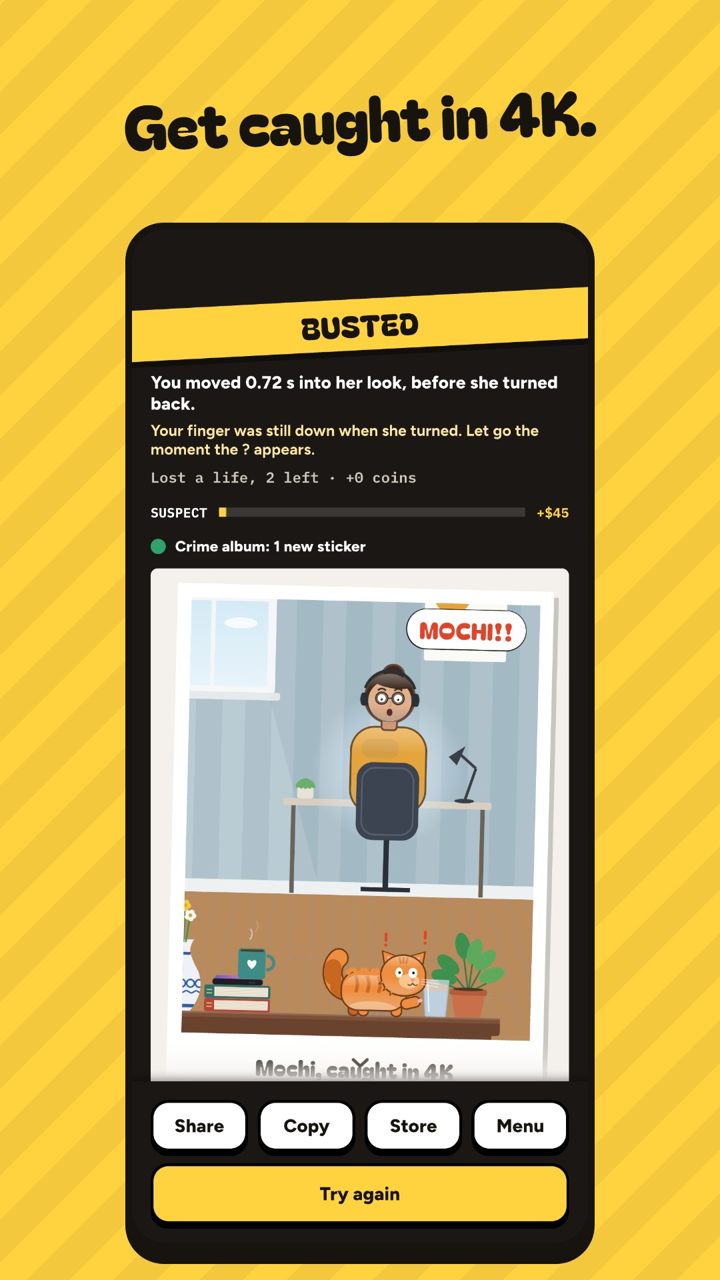 Get caught in 4K.
BUSTED
You moved 0.72 s into her look, before she turned
back.
Your finger was still down when she turned. Let go the
moment the ? appears.
Lost a life, 2 left · +0 coins
SUSPECT +$45
Crime album: 1 new sticker
MOCHI!!
! !
Mochi, caught in 4K
Share Copy Store Menu
Try again